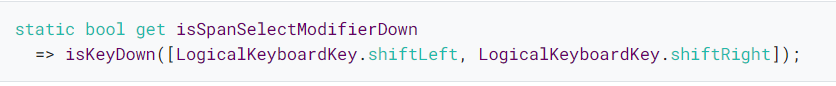 static bool get isSpanSelectModifierDown
=> isKeyDown([LogicalKeyboardKey.shiftLeft, LogicalKeyboardKey.shiftRight]);